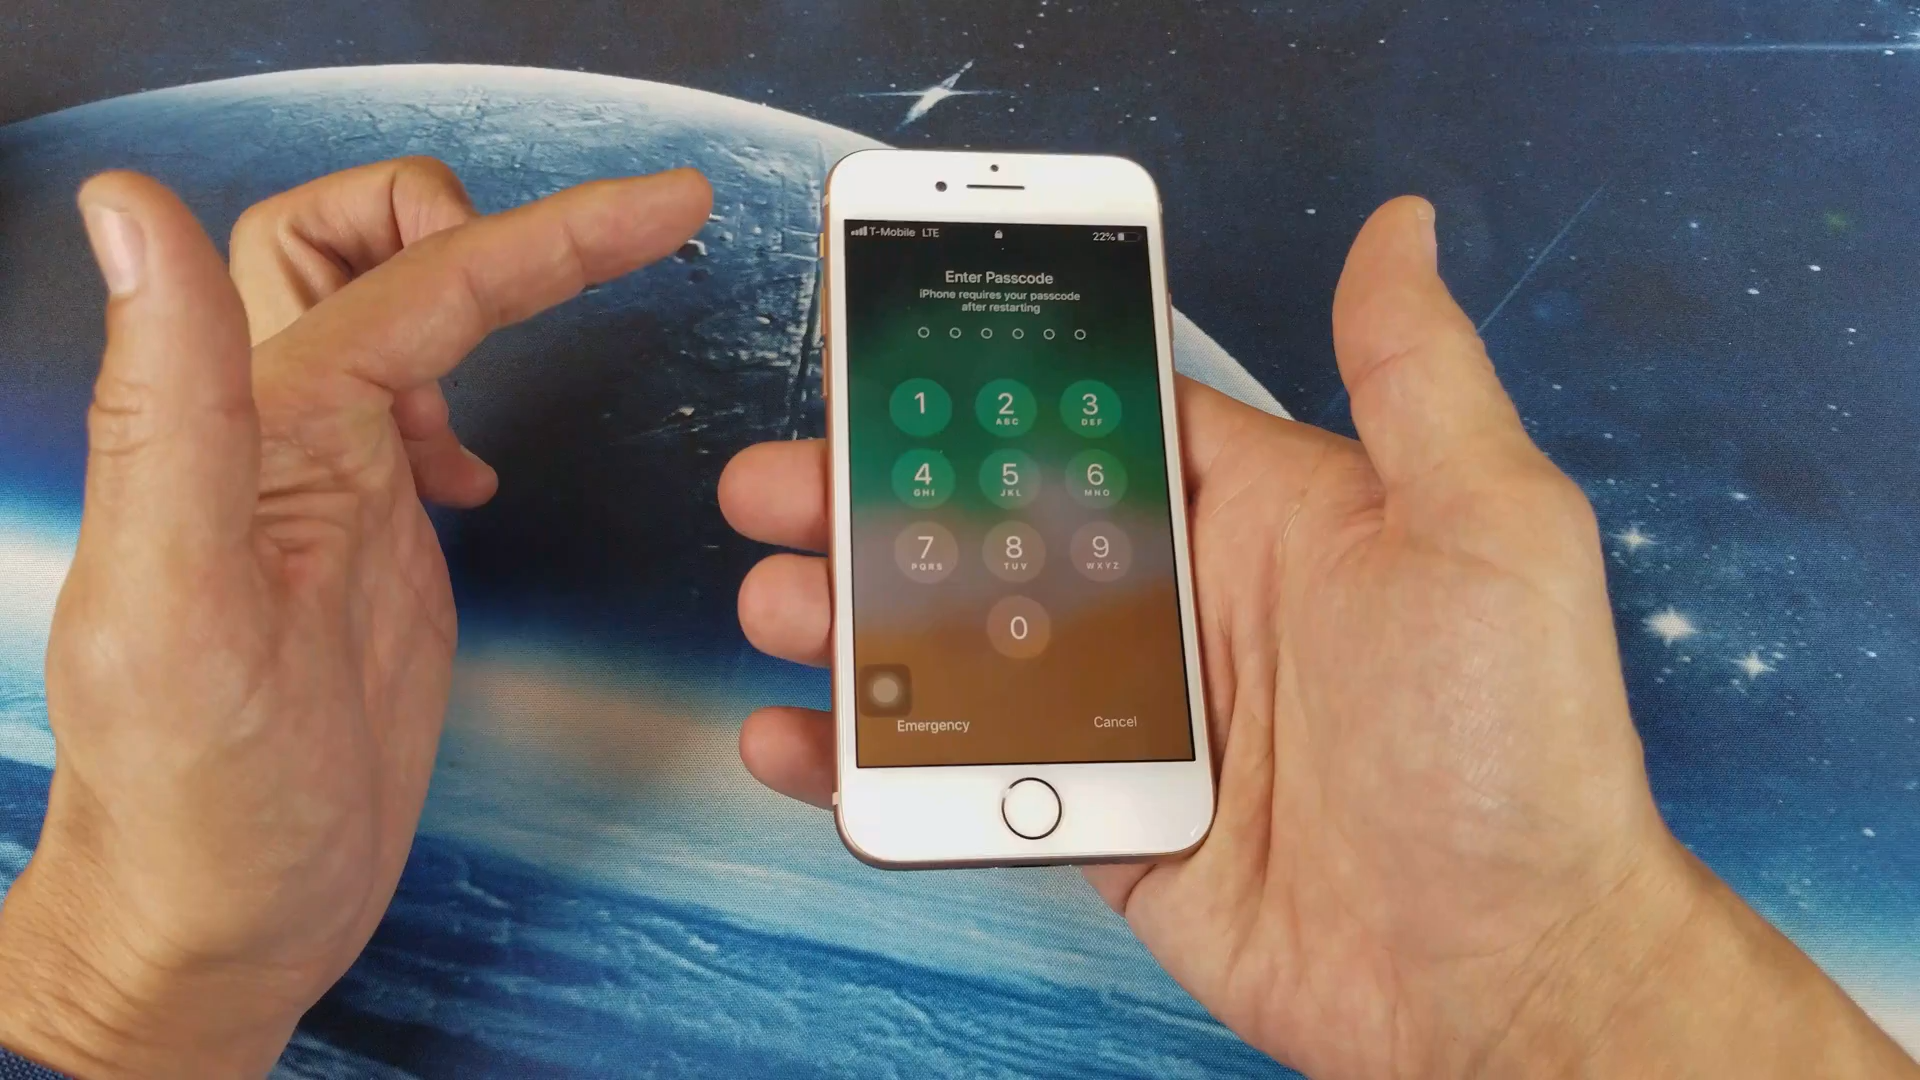 T-Mobile LTE 22%
Enter Passcode
iPhone requires your passcode
after restarting
1 2 3
ABC DEF
4 5 6
GHI JKL MNO
7 8 9
PQRS TUV WXYZ
0
Emergency Cancel